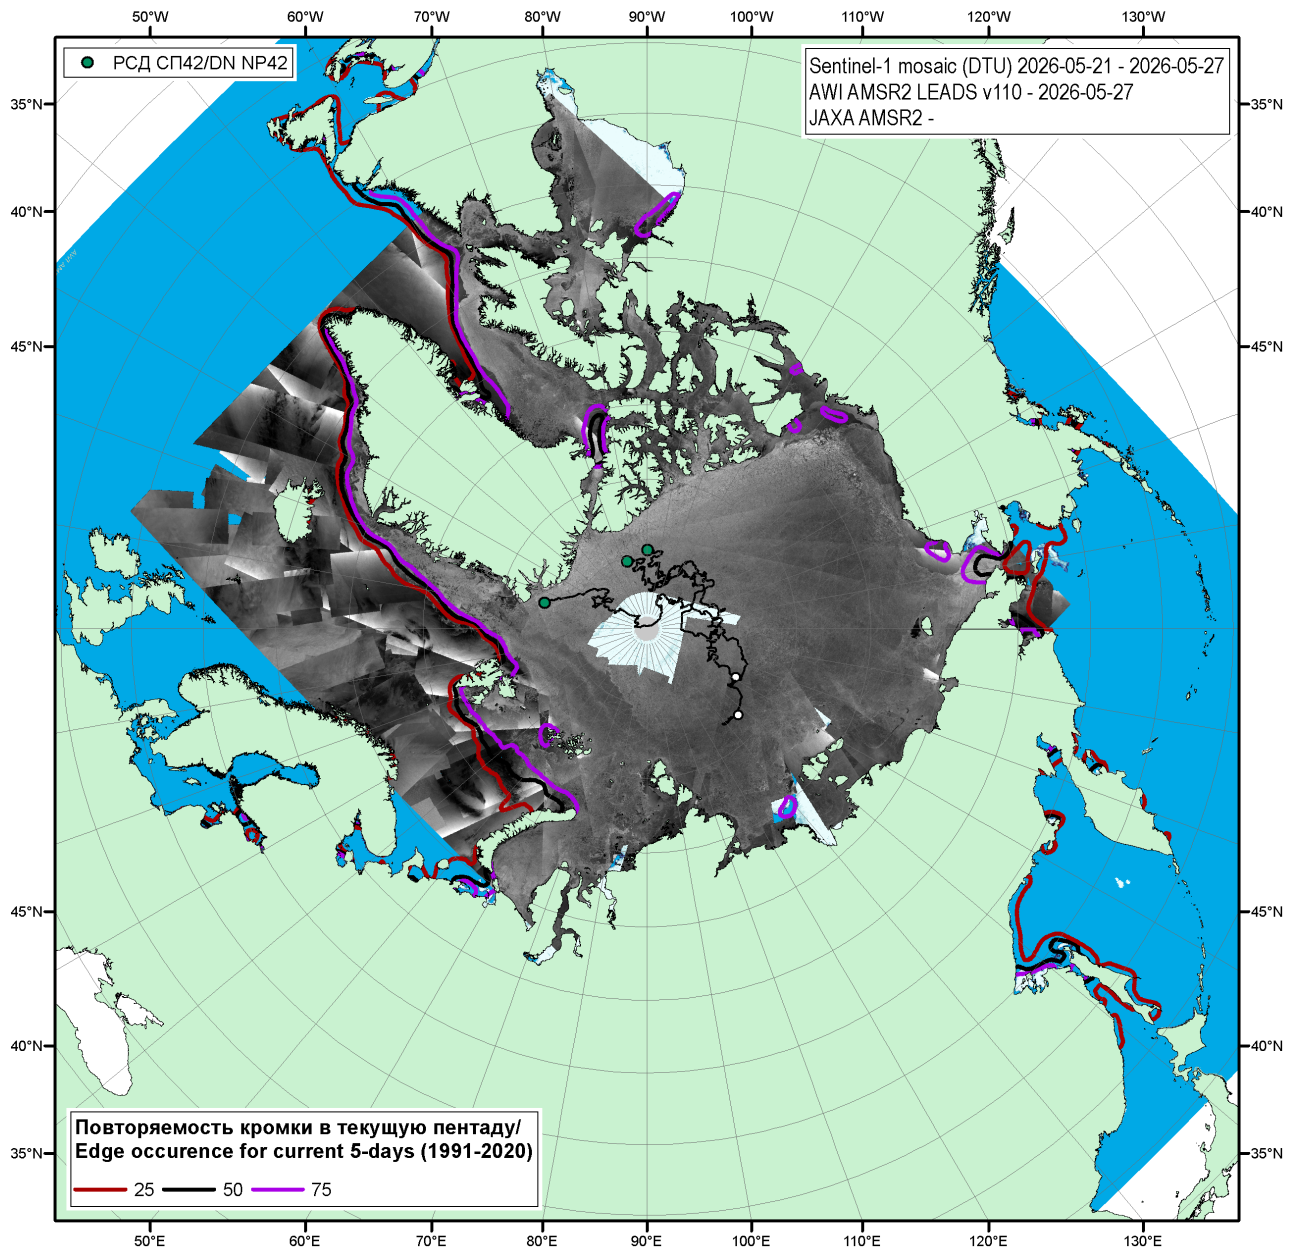 60°W 70°W 80°W 90°W 100°W 110°W 120°W 130°W
РСД СП42/DN NP42
Sentinel-1 mosaic (DTU) 2026-05-21 - 2026-05-27
AWI AMSR2 LEADS v110 - 2026-05-27
JAXA AMSR2 -
35°N 35°N
40°N 40°N
45°N 45°N
45°N 45°N
40°N 40°N
35°N 35°N
Повторяемость кромки в текущую пентаду/
Edge occurence for current 5-days (1991-2020)
25 50 75
50°E 60°E 70°E 80°E 90°E 100°E 110°E 120°E 130°E